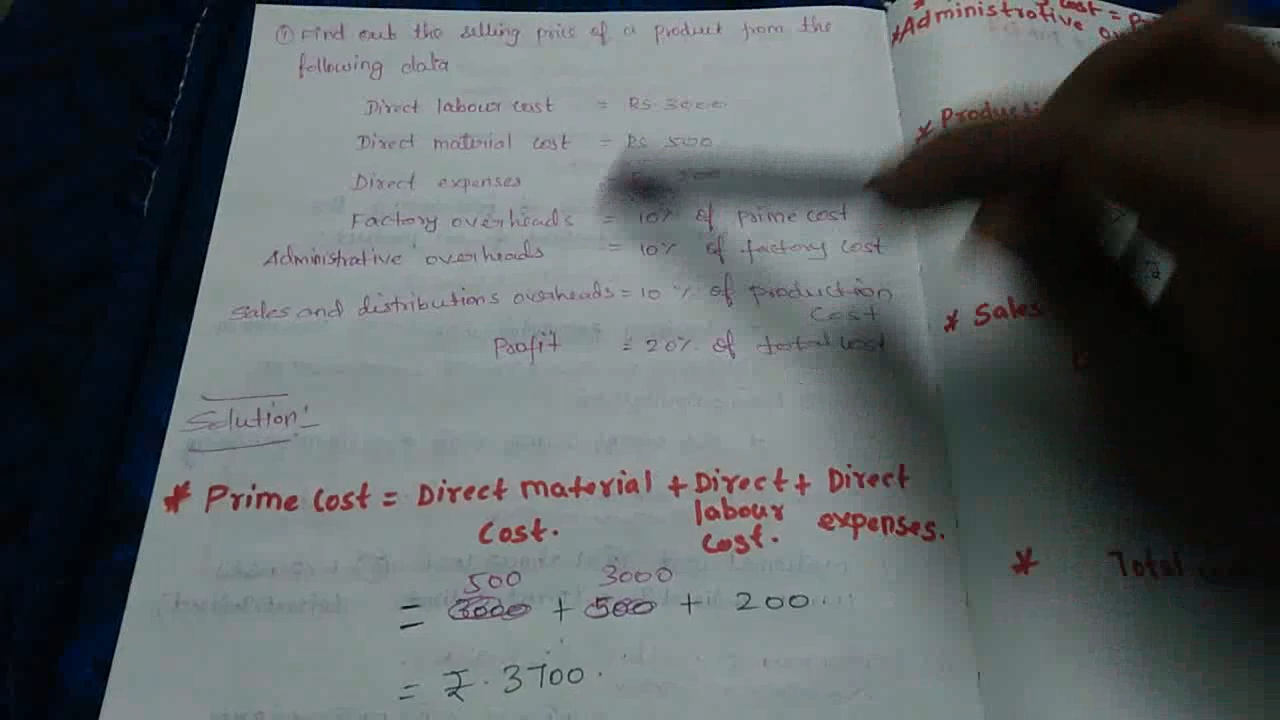 ① Find out the selling price of a product from the
following data
Direct labour cost = RS 3000
Direct material cost = RS 500
Direct expenses 200
Factory overheads = 10% of prime cost
Administrative overheads = 10% of factory cost
Sales and distributions overheads = 10 % of production
cost
Profit = 20% of total cost
Solution:
* Prime cost = Direct material + Direct + Direct
cost. labour expenses.
cost.
500 3000
= 3000 + 500 + 200
= ₹. 3700.
cost =
*Administrative
* Production
* Sales
* Total